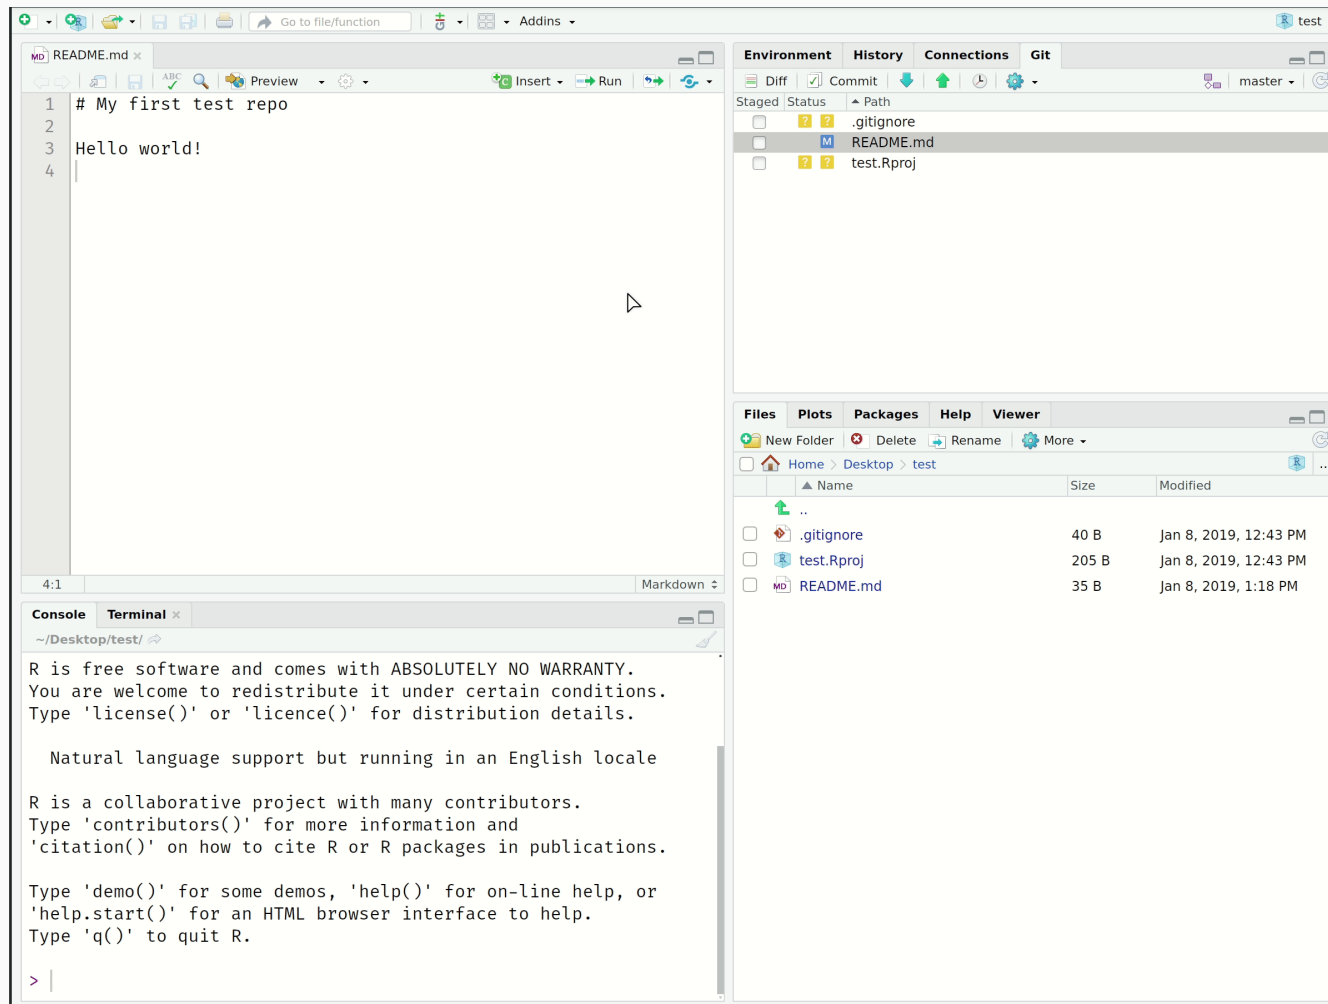 Go to file/function
Addins
test
README.md
ABC
Preview
Insert
Run
1 # My first test repo
2
3 Hello world!
4
4:1
Markdown
Console
Terminal
~/Desktop/test/
R is free software and comes with ABSOLUTELY NO WARRANTY.
You are welcome to redistribute it under certain conditions.
Type 'license()' or 'licence()' for distribution details.
Natural language support but running in an English locale
R is a collaborative project with many contributors.
Type 'contributors()' for more information and
'citation()' on how to cite R or R packages in publications.
Type 'demo()' for some demos, 'help()' for on-line help, or
'help.start()' for an HTML browser interface to help.
Type 'q()' to quit R.
>
Environment History Connections Git
Diff Commit master
Staged Status Path
? ? .gitignore
M README.md
? ? test.Rproj
Files Plots Packages Help Viewer
New Folder Delete Rename More
Home Desktop test ..
Name Size Modified
..
.gitignore 40 B Jan 8, 2019, 12:43 PM
test.Rproj 205 B Jan 8, 2019, 12:43 PM
MD README.md 35 B Jan 8, 2019, 1:18 PM